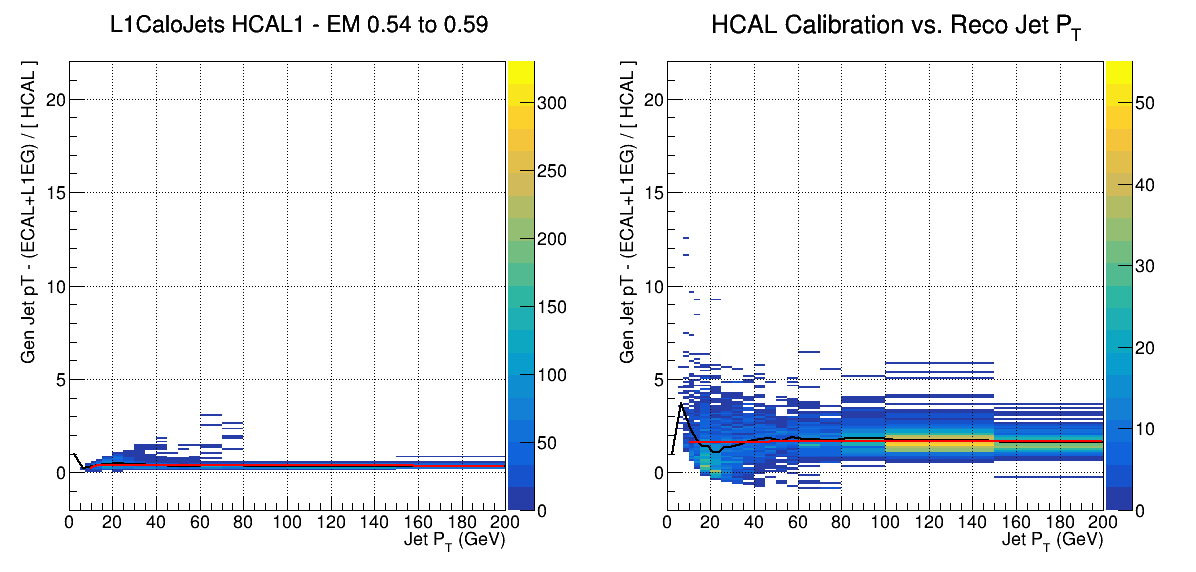 L1CaloJets HCAL1 - EM 0.54 to 0.59
Gen Jet pT - (ECAL+L1EG) / [ HCAL ]
20
15
10
5
0
0 20 40 60 80 100 120 140 160 180 200
Jet P_T (GeV)
300
250
200
150
100
50
0
HCAL Calibration vs. Reco Jet P_T
Gen Jet pT - (ECAL+L1EG) / [ HCAL ]
20
15
10
5
0
0 20 40 60 80 100 120 140 160 180 200
Jet P_T (GeV)
50
40
30
20
10
0